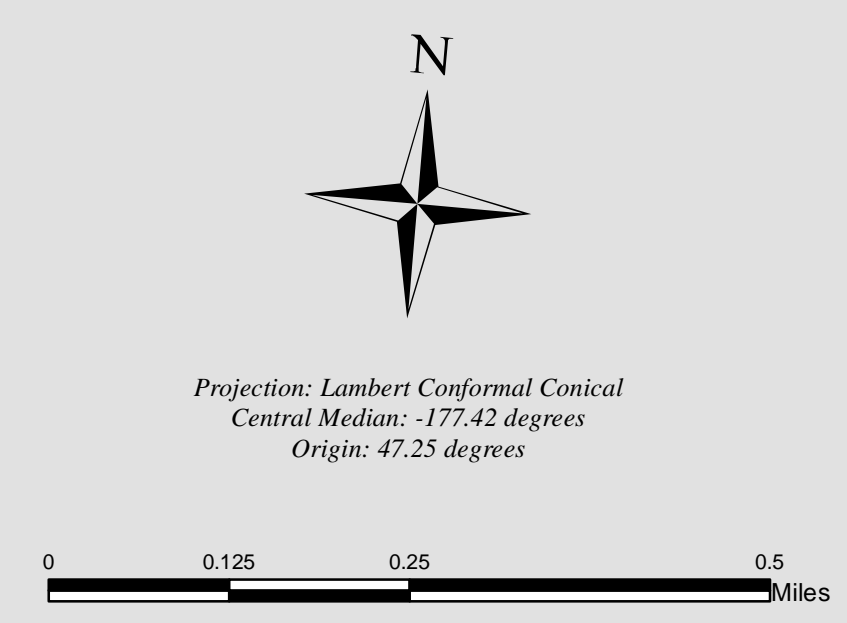 N
Projection: Lambert Conformal Conical
Central Median: -177.42 degrees
Origin: 47.25 degrees
0 0.125 0.25 0.5
Miles